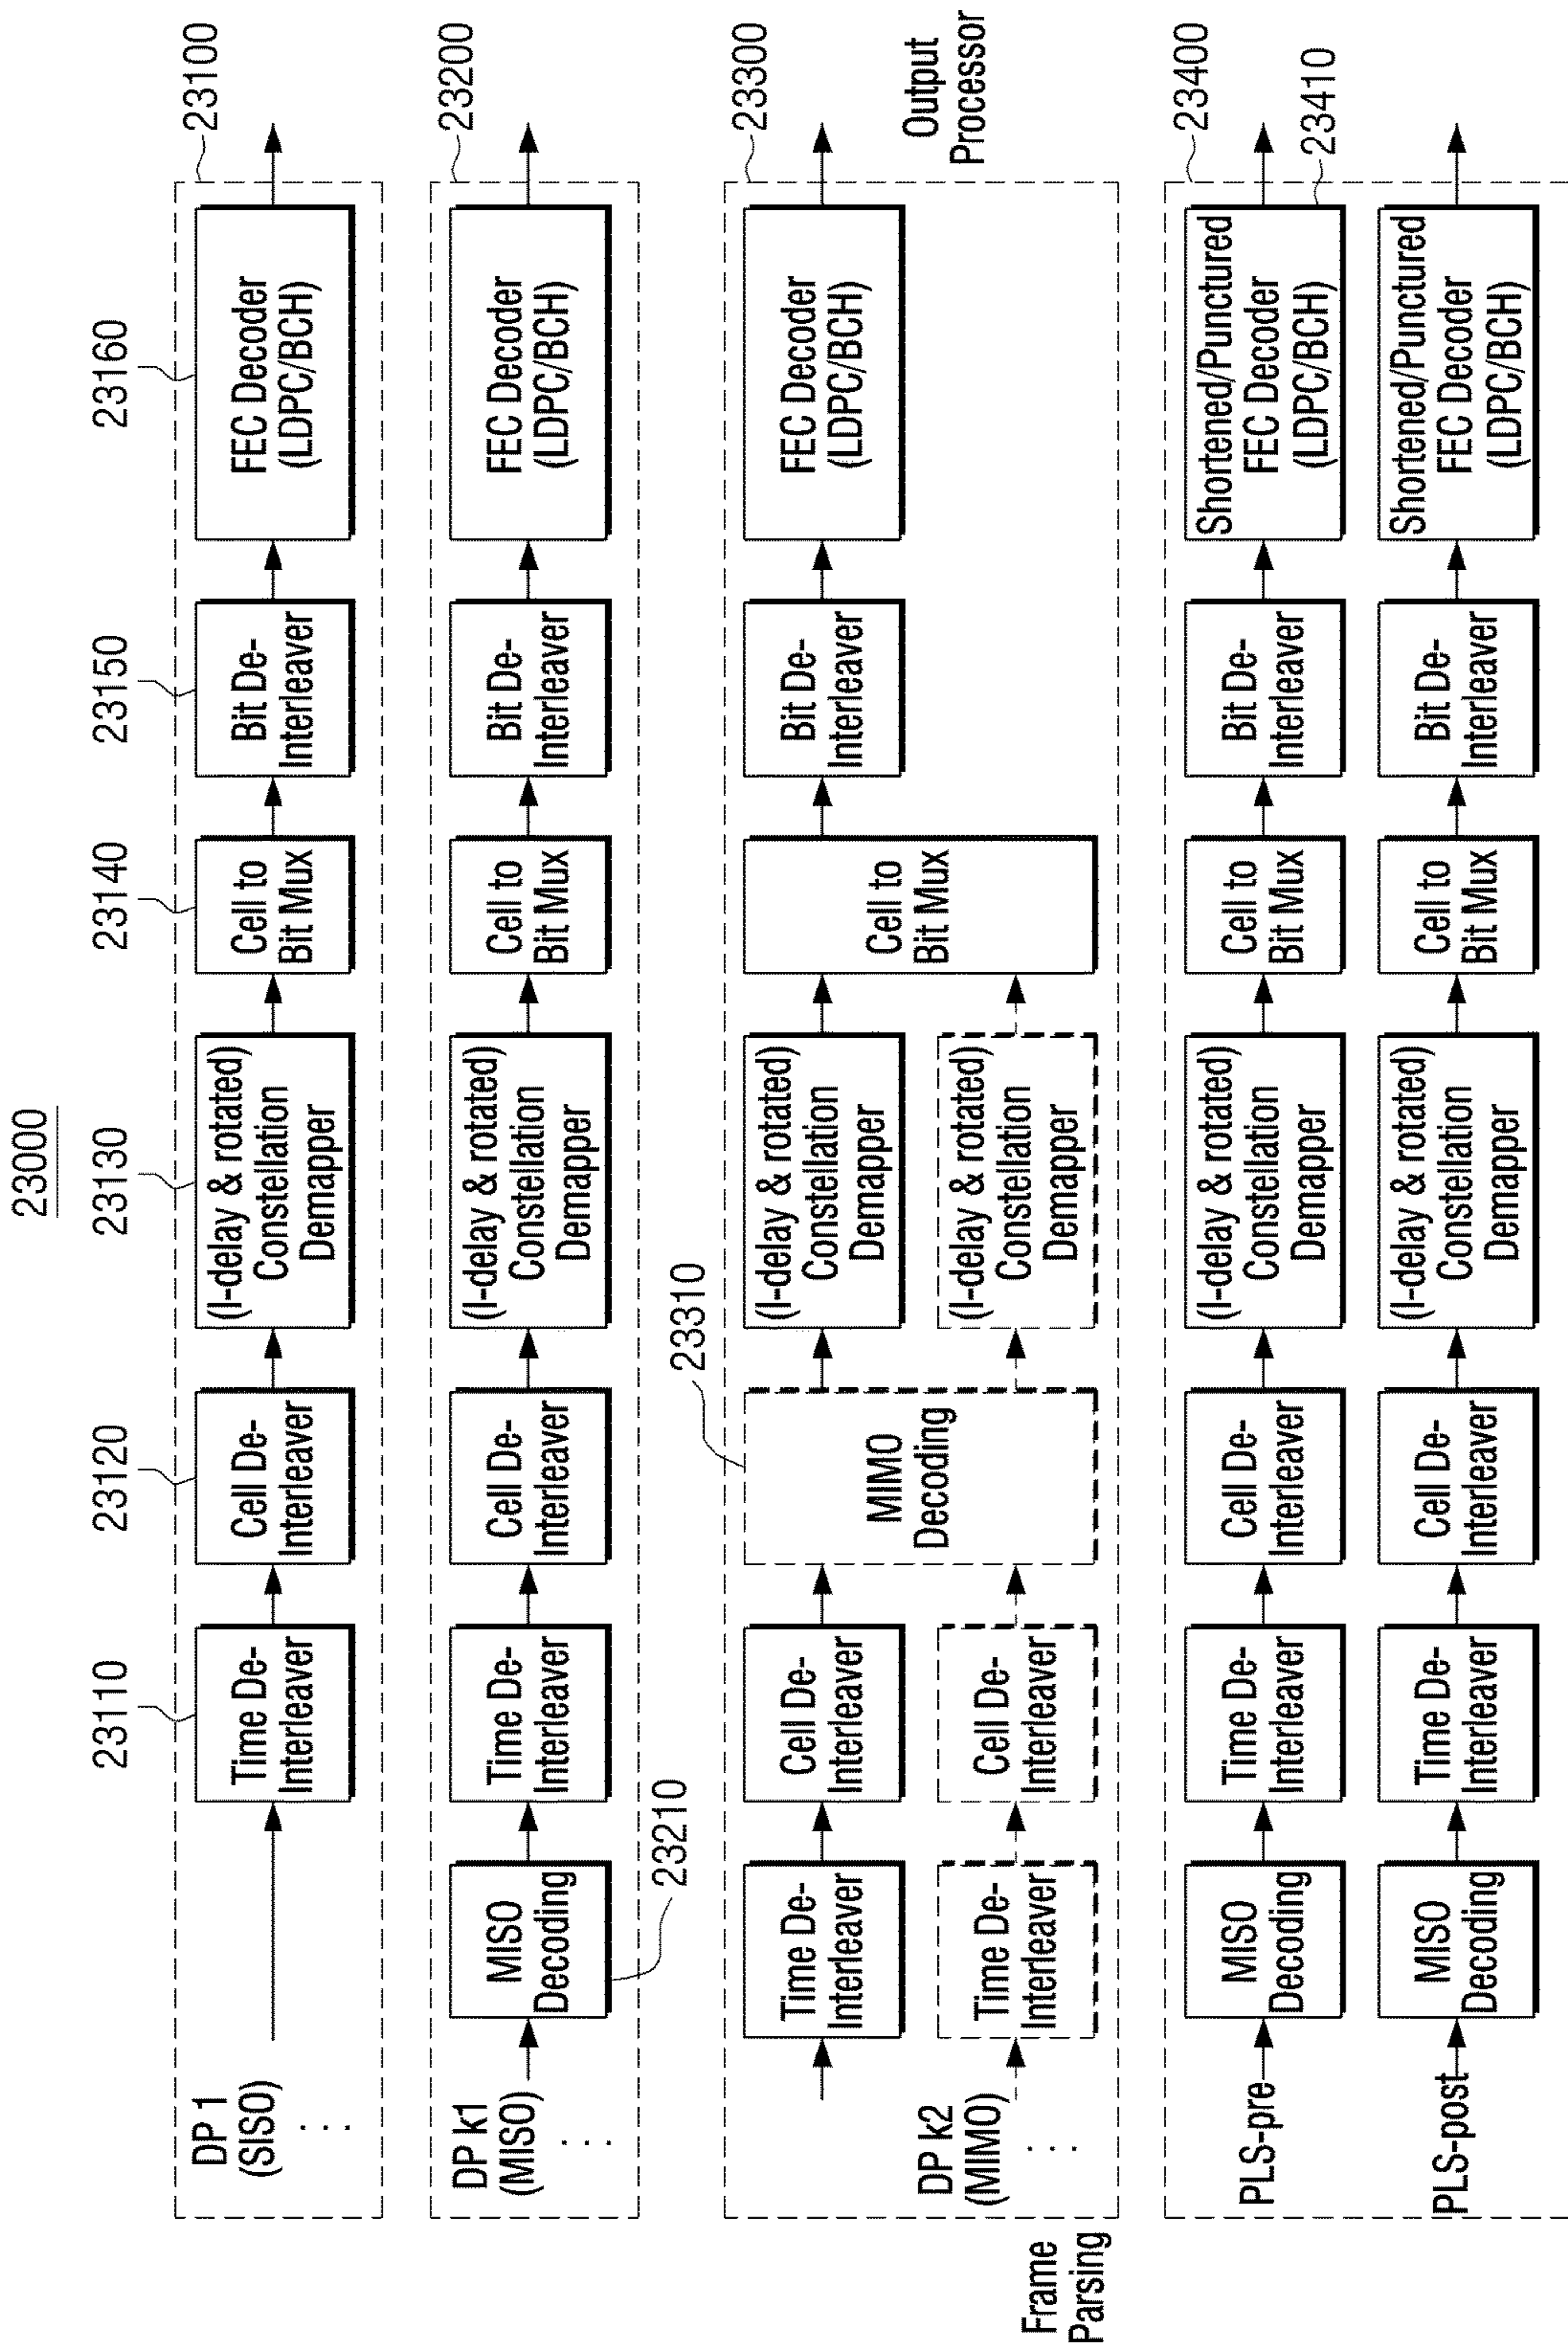 23000
23110
23120
23130
23140
23150
23160
23100
DP 1
(SISO)
⋮
Time De-
Interleaver
Cell De-
Interleaver
(I-delay & rotated)
Constellation
Demapper
Cell to
Bit Mux
Bit De-
Interleaver
FEC Decoder
(LDPC/BCH)
23200
DP k1
(MISO)
⋮
MISO
Decoding
23210
Time De-
Interleaver
Cell De-
Interleaver
(I-delay & rotated)
Constellation
Demapper
Cell to
Bit Mux
Bit De-
Interleaver
FEC Decoder
(LDPC/BCH)
23300
Time De-
Interleaver
Cell De-
Interleaver
23310
MIMO
Decoding
(I-delay & rotated)
Constellation
Demapper
Cell to
Bit Mux
Bit De-
Interleaver
FEC Decoder
(LDPC/BCH)
Output
Processor
DP k2
(MIMO)
⋮
Time De-
Interleaver
Cell De-
Interleaver
(I-delay & rotated)
Constellation
Demapper
Frame
Parsing
23400
PLS-pre
MISO
Decoding
Time De-
Interleaver
Cell De-
Interleaver
(I-delay & rotated)
Constellation
Demapper
Cell to
Bit Mux
Bit De-
Interleaver
Shortened/Punctured
FEC Decoder
(LDPC/BCH)
23410
PLS-post
MISO
Decoding
Time De-
Interleaver
Cell De-
Interleaver
(I-delay & rotated)
Constellation
Demapper
Cell to
Bit Mux
Bit De-
Interleaver
Shortened/Punctured
FEC Decoder
(LDPC/BCH)